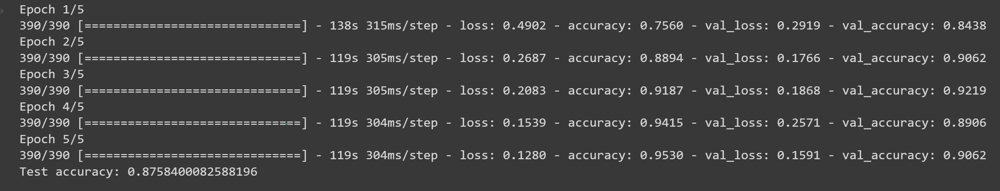 Epoch 1/5
390/390 [==============================] - 138s 315ms/step - loss: 0.4902 - accuracy: 0.7560 - val_loss: 0.2919 - val_accuracy: 0.8438
Epoch 2/5
390/390 [==============================] - 119s 305ms/step - loss: 0.2687 - accuracy: 0.8894 - val_loss: 0.1766 - val_accuracy: 0.9062
Epoch 3/5
390/390 [==============================] - 119s 305ms/step - loss: 0.2083 - accuracy: 0.9187 - val_loss: 0.1868 - val_accuracy: 0.9219
Epoch 4/5
390/390 [==============================] - 119s 304ms/step - loss: 0.1539 - accuracy: 0.9415 - val_loss: 0.2571 - val_accuracy: 0.8906
Epoch 5/5
390/390 [==============================] - 119s 304ms/step - loss: 0.1280 - accuracy: 0.9530 - val_loss: 0.1591 - val_accuracy: 0.9062
Test accuracy: 0.8758400082588196